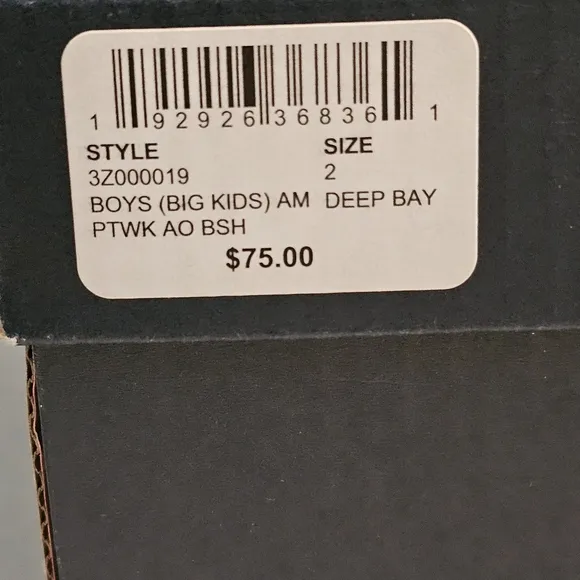 1 92926 36836 1
STYLE SIZE
3Z000019 2
BOYS (BIG KIDS) AM DEEP BAY
PTWK AO BSH
$75.00